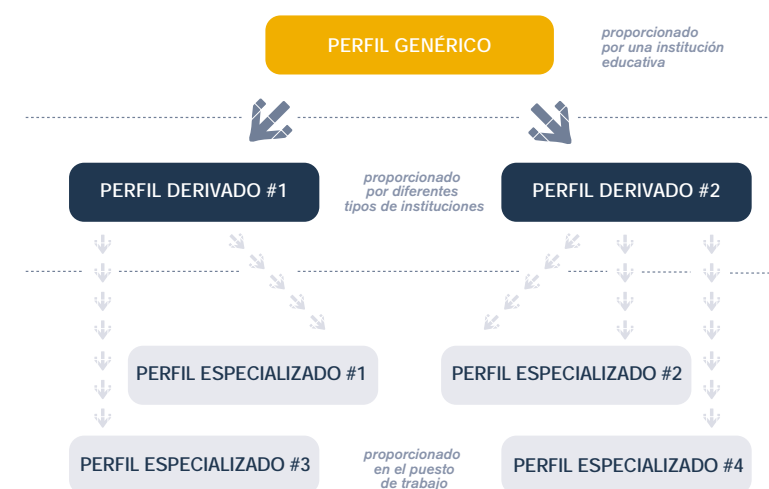 PERFIL GENÉRICO
proporcionado
por una institución
educativa
PERFIL DERIVADO #1
proporcionado
por diferentes
tipos de instituciones
PERFIL DERIVADO #2
PERFIL ESPECIALIZADO #1
PERFIL ESPECIALIZADO #2
PERFIL ESPECIALIZADO #3
proporcionado
en el puesto
de trabajo
PERFIL ESPECIALIZADO #4